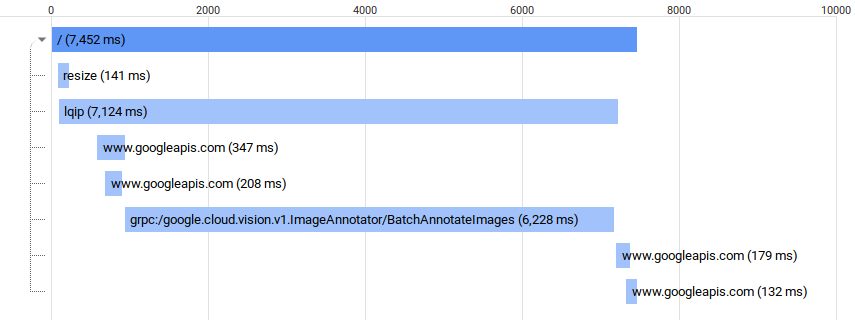 0 2000 4000 6000 8000 10000
/ (7,452 ms)
resize (141 ms)
lqip (7,124 ms)
www.googleapis.com (347 ms)
www.googleapis.com (208 ms)
grpc:/google.cloud.vision.v1.ImageAnnotator/BatchAnnotateImages (6,228 ms)
www.googleapis.com (179 ms)
www.googleapis.com (132 ms)